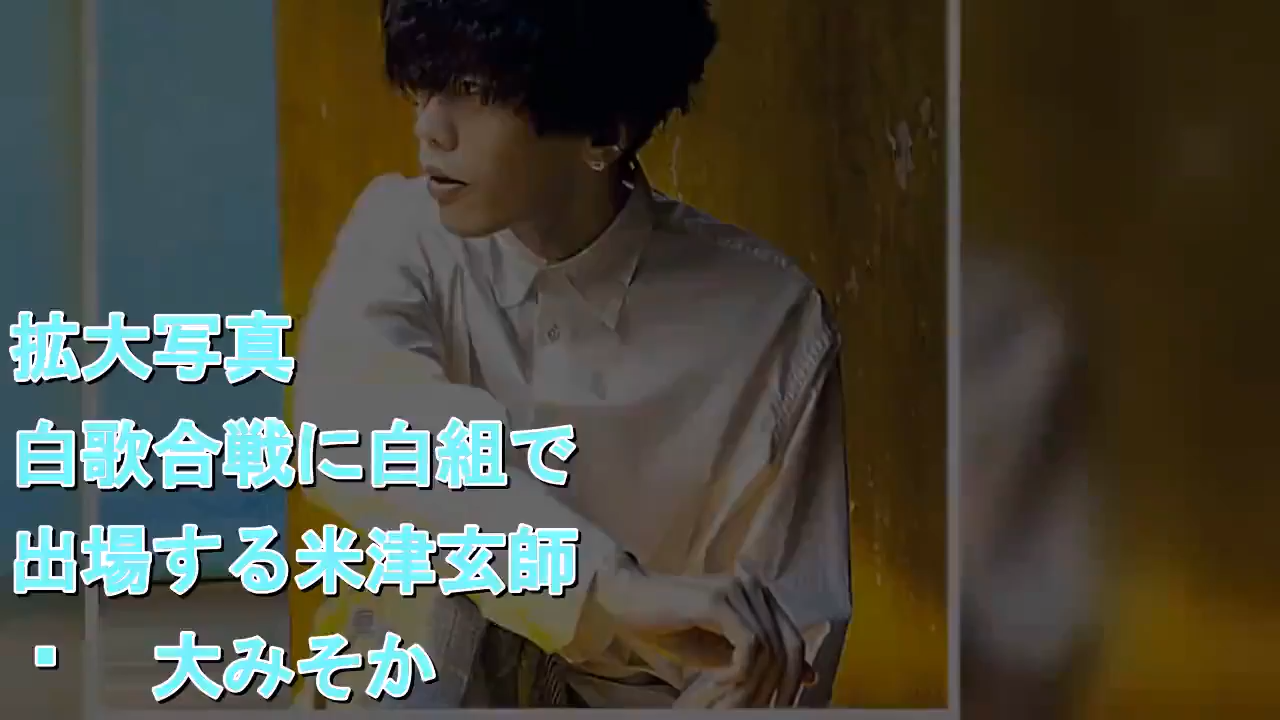 拡大写真
白歌合戦に白組で
出場する米津玄師
▪ 大みそか